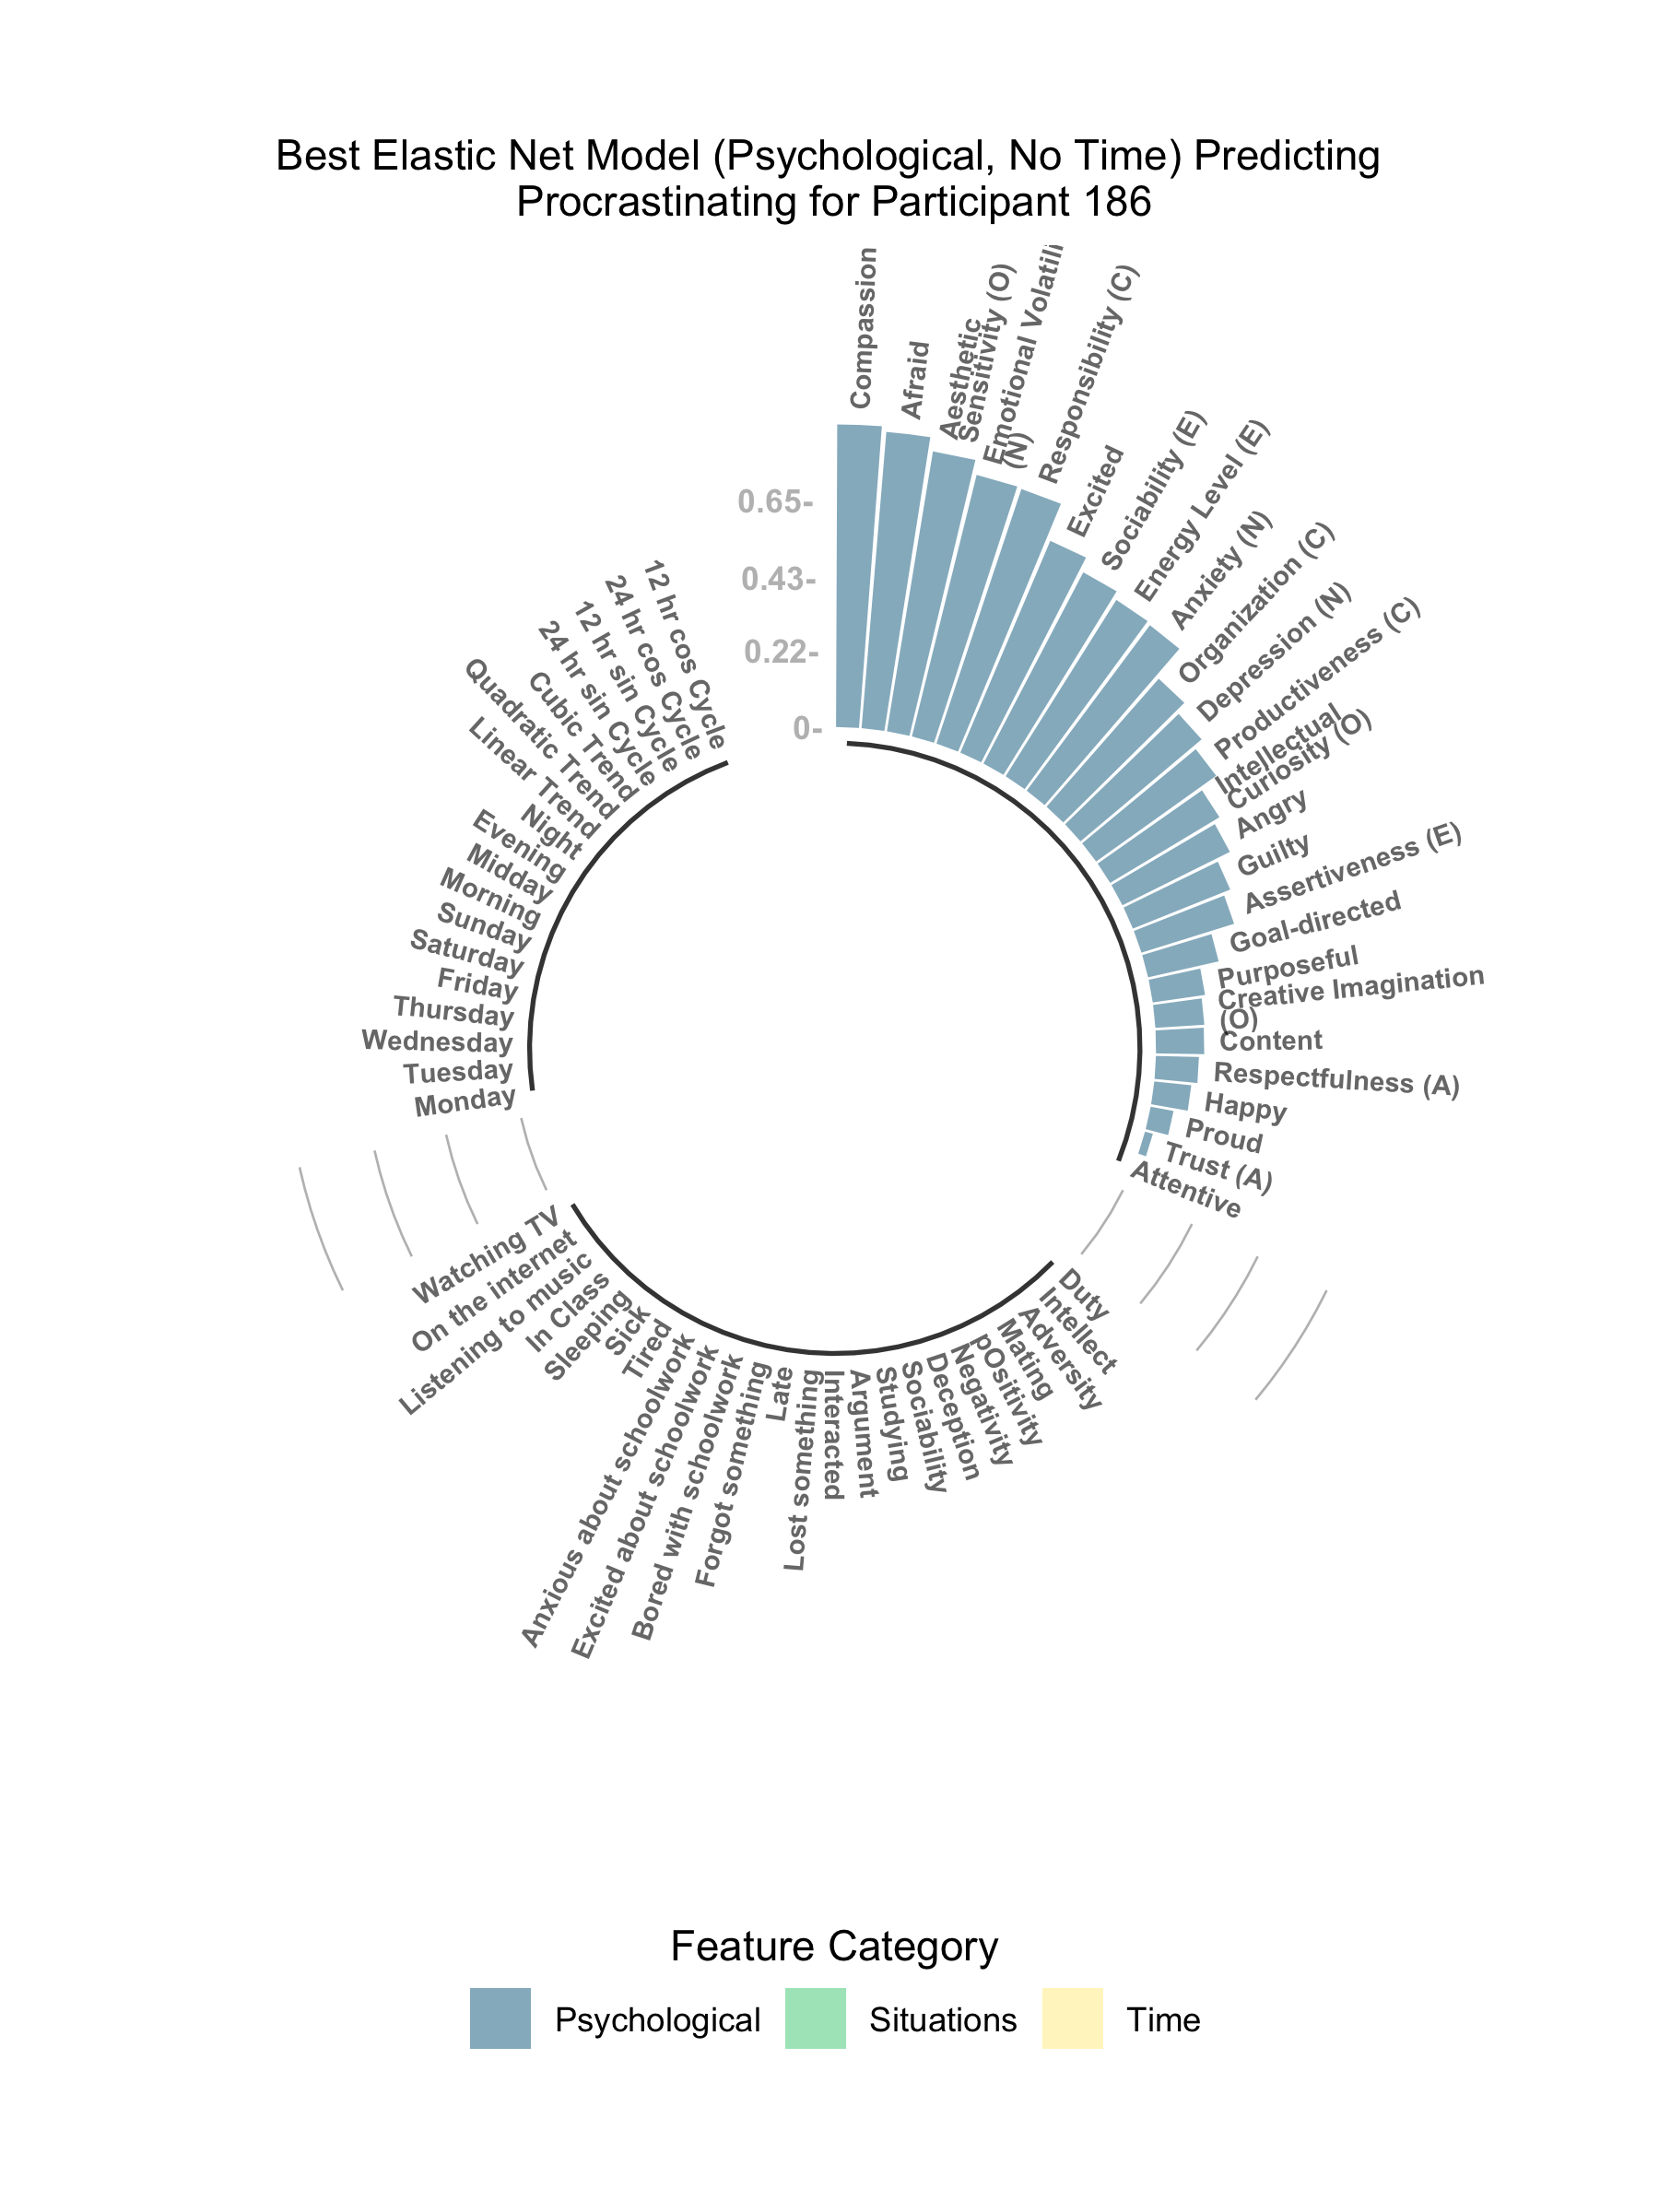 Best Elastic Net Model (Psychological, No Time) Predicting
Procrastinating for Participant 186
Compassion
Afraid
Aesthetic
Sensitivity (O)
Emotional Volatili
(N)
Responsibility (C)
Excited
Sociability (E)
Energy Level (E)
Anxiety (N)
Organization (C)
Depression (N)
Productiveness (C)
Intellectual
Curiosity (O)
Angry
Guilty
Assertiveness (E)
Goal-directed
Purposeful
Creative Imagination
(O)
Content
Respectfulness (A)
Happy
Proud
Trust (A)
Attentive
Duty
Intellect
Adversity
Mating
pOsitivity
Negativity
Deception
Sociability
Studying
Argument
Interacted
Lost something
Late
Forgot something
Bored with schoolwork
Excited about schoolwork
Anxious about schoolwork
Tired
Sick
Sleeping
In Class
Listening to music
On the internet
Watching TV
Monday
Tuesday
Wednesday
Thursday
Friday
Saturday
Sunday
Morning
Midday
Evening
Night
Linear Trend
Quadratic Trend
Cubic Trend
24 hr sin Cycle
12 hr sin Cycle
24 hr cos Cycle
12 hr cos Cycle
0.65-
0.43-
0.22-
0-
Feature Category
Psychological
Situations
Time